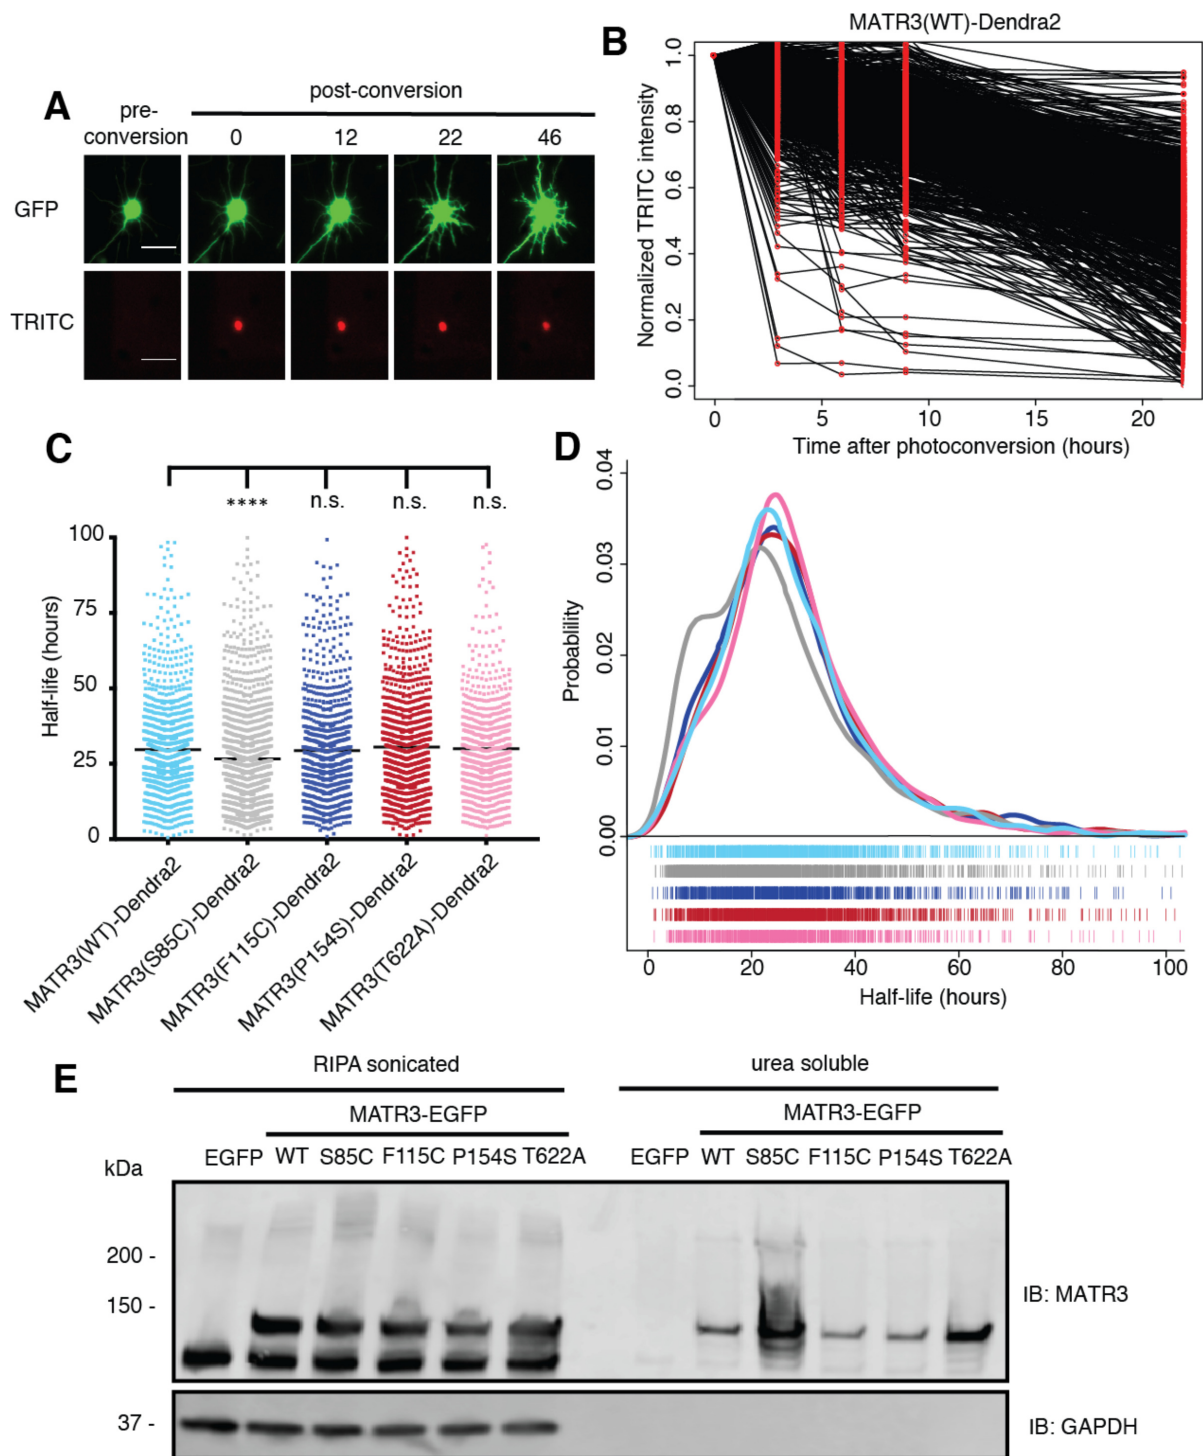 A
pre-
conversion
post-conversion
0 12 22 46
GFP
TRITC
B
MATR3(WT)-Dendra2
Normalized TRITC intensity
1.0
0.8
0.6
0.4
0.2
0.0
0 5 10 15 20
Time after photoconversion (hours)
C
**** n.s. n.s. n.s.
Half-life (hours)
100
75
50
25
0
MATR3(WT)-Dendra2
MATR3(S85C)-Dendra2
MATR3(F115C)-Dendra2
MATR3(P154S)-Dendra2
MATR3(T622A)-Dendra2
D
Probablility
0.04
0.03
0.02
0.01
0.00
0 20 40 60 80 100
Half-life (hours)
E
RIPA sonicated urea soluble
MATR3-EGFP MATR3-EGFP
kDa
EGFP WT S85C F115C P154S T622A EGFP WT S85C F115C P154S T622A
200 -
150 -
IB: MATR3
37 -
IB: GAPDH